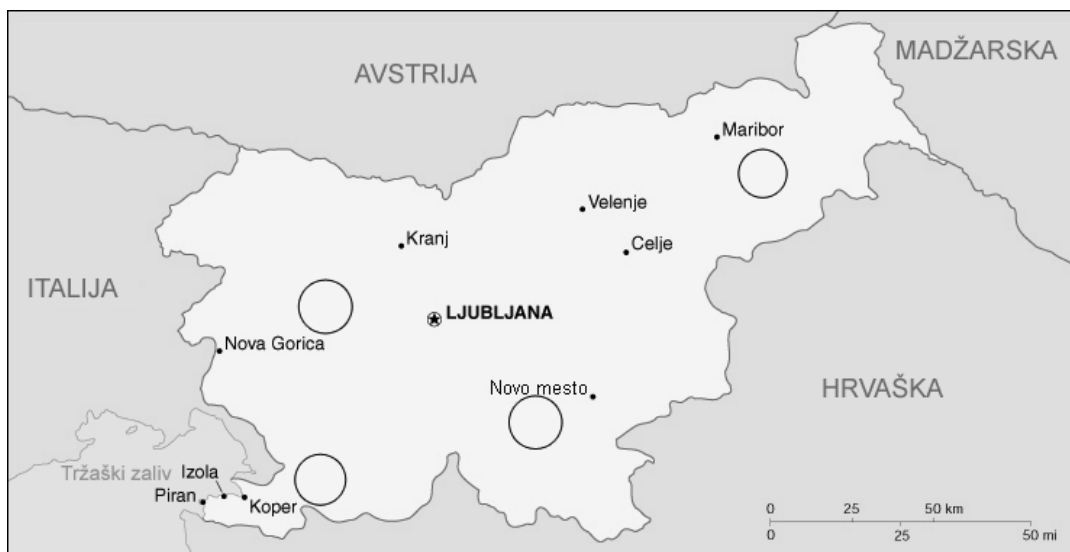 MADŽARSKA
AVSTRIJA
Maribor
Velenje
Kranj
Celje
ITALIJA
LJUBLJANA
Nova Gorica
Novo mesto
HRVAŠKA
Tržaški zaliv
Izola
Piran
Koper
0 25 50 km
0 25 50 mi